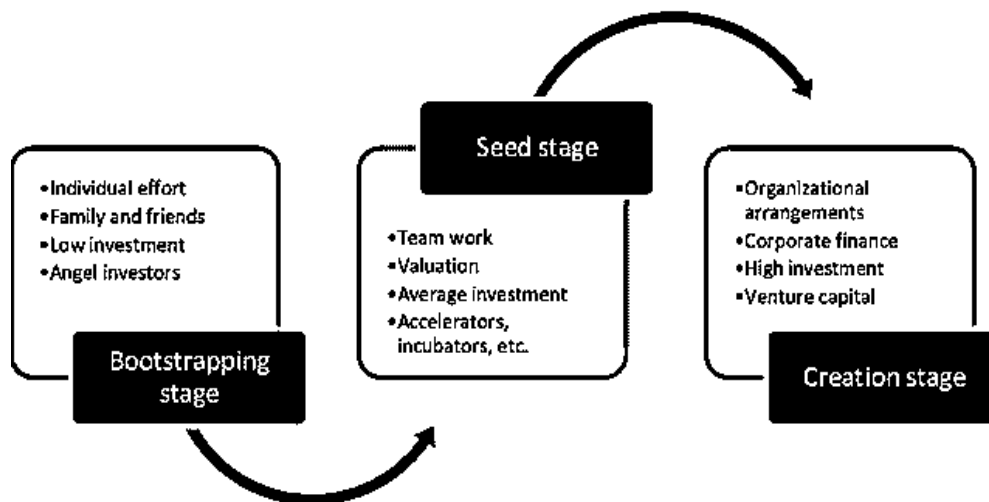 •Individual effort
•Family and friends
•Low investment
•Angel investors
Bootstrapping
stage
Seed stage
•Team work
•Valuation
•Average investment
•Accelerators,
incubators, etc.
•Organizational
arrangements
•Corporate finance
•High investment
•Venture capital
Creation stage